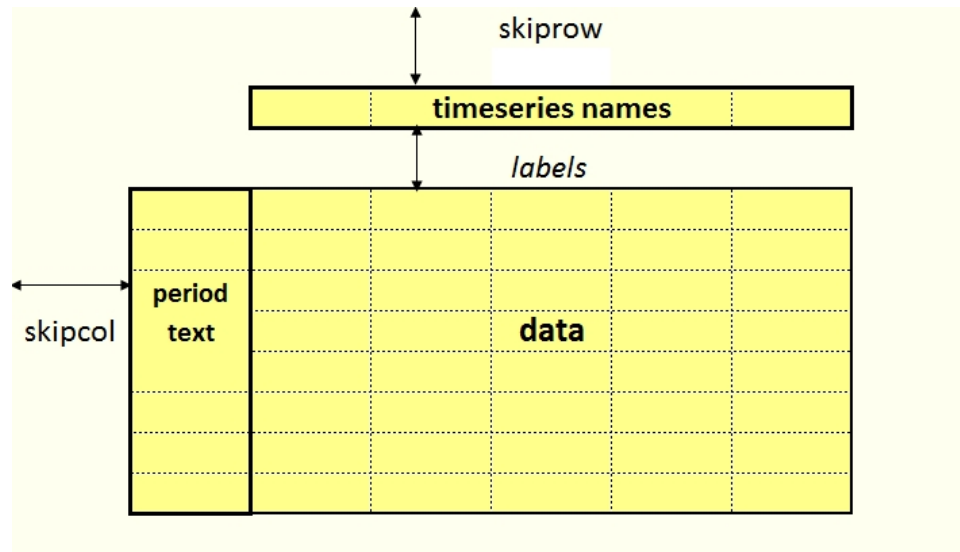 skiprow
timeseries names
labels
period
text
skipcol
data